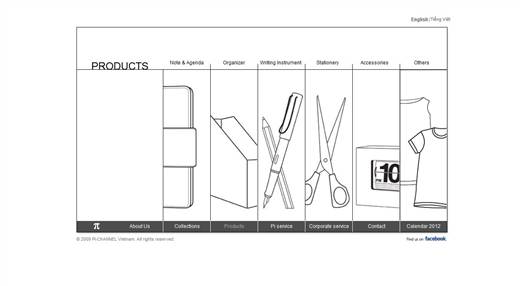 English | Tiếng Việt
PRODUCTS
Note & Agenda
Organizer
Writing Instrument
Stationery
Accessories
Others
PM 10
π
About Us
Collections
Products
Pi service
Corporate service
Contact
Calendar 2012
© 2009 PI-CHANNEL Vietnam. All rights reserved.
Find us on facebook.